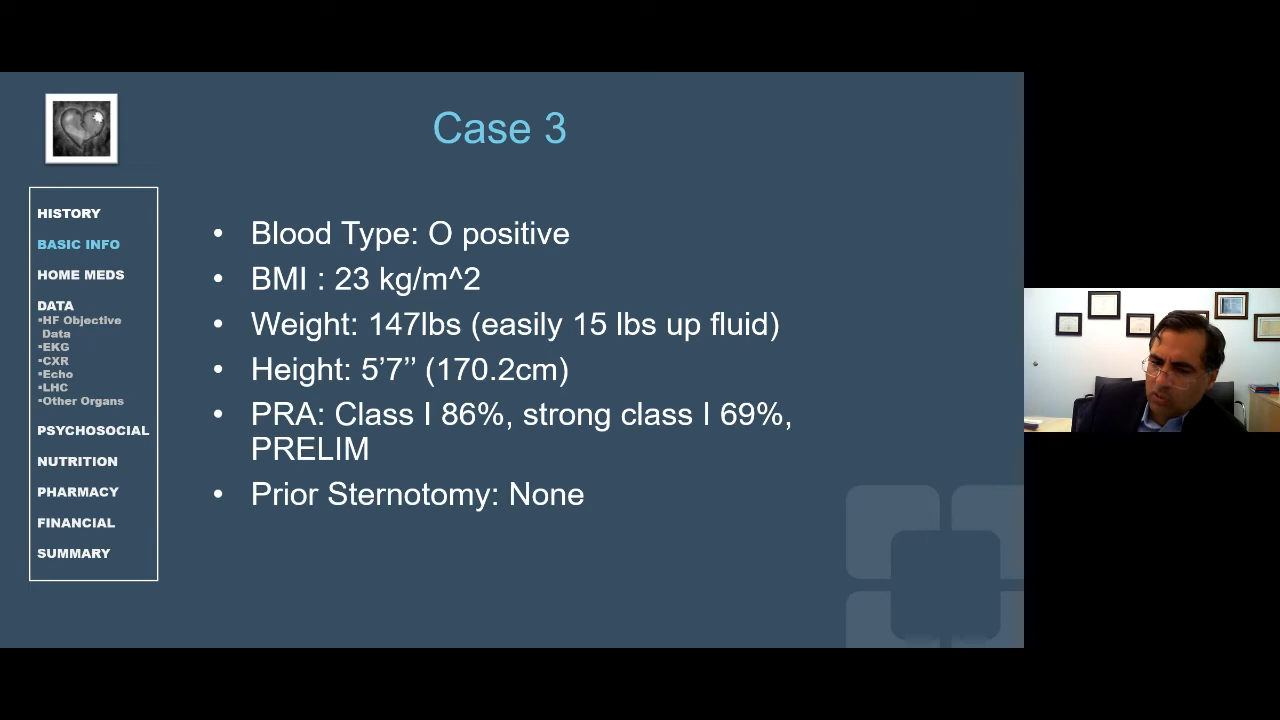 Case 3
HISTORY
BASIC INFO
HOME MEDS
DATA
•HF Objective
Data
•EKG
•CXR
•Echo
•LHC
•Other Organs
PSYCHOSOCIAL
NUTRITION
PHARMACY
FINANCIAL
SUMMARY
• Blood Type: O positive
• BMI : 23 kg/m^2
• Weight: 147lbs (easily 15 lbs up fluid)
• Height: 5’7’’ (170.2cm)
• PRA: Class I 86%, strong class I 69%,
PRELIM
• Prior Sternotomy: None